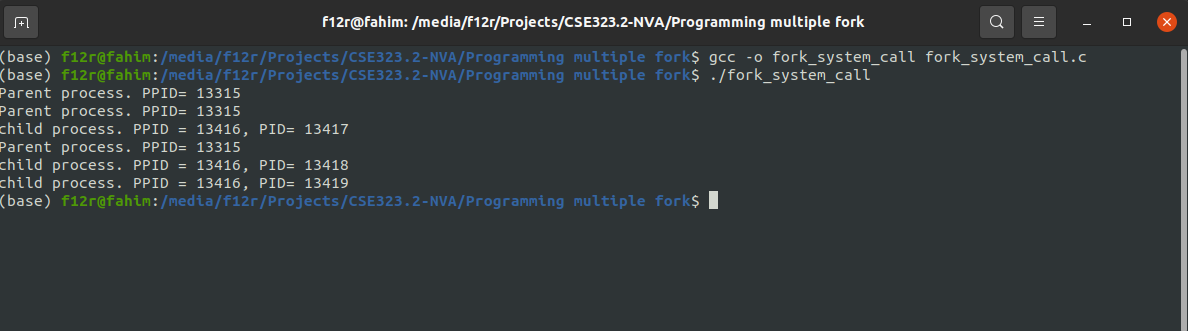 f12r@fahim: /media/f12r/Projects/CSE323.2-NVA/Programming multiple fork
(base) f12r@fahim:/media/f12r/Projects/CSE323.2-NVA/Programming multiple fork$ gcc -o fork_system_call fork_system_call.c
(base) f12r@fahim:/media/f12r/Projects/CSE323.2-NVA/Programming multiple fork$ ./fork_system_call
Parent process. PPID= 13315
Parent process. PPID= 13315
child process. PPID = 13416, PID= 13417
Parent process. PPID= 13315
child process. PPID = 13416, PID= 13418
child process. PPID = 13416, PID= 13419
(base) f12r@fahim:/media/f12r/Projects/CSE323.2-NVA/Programming multiple fork$